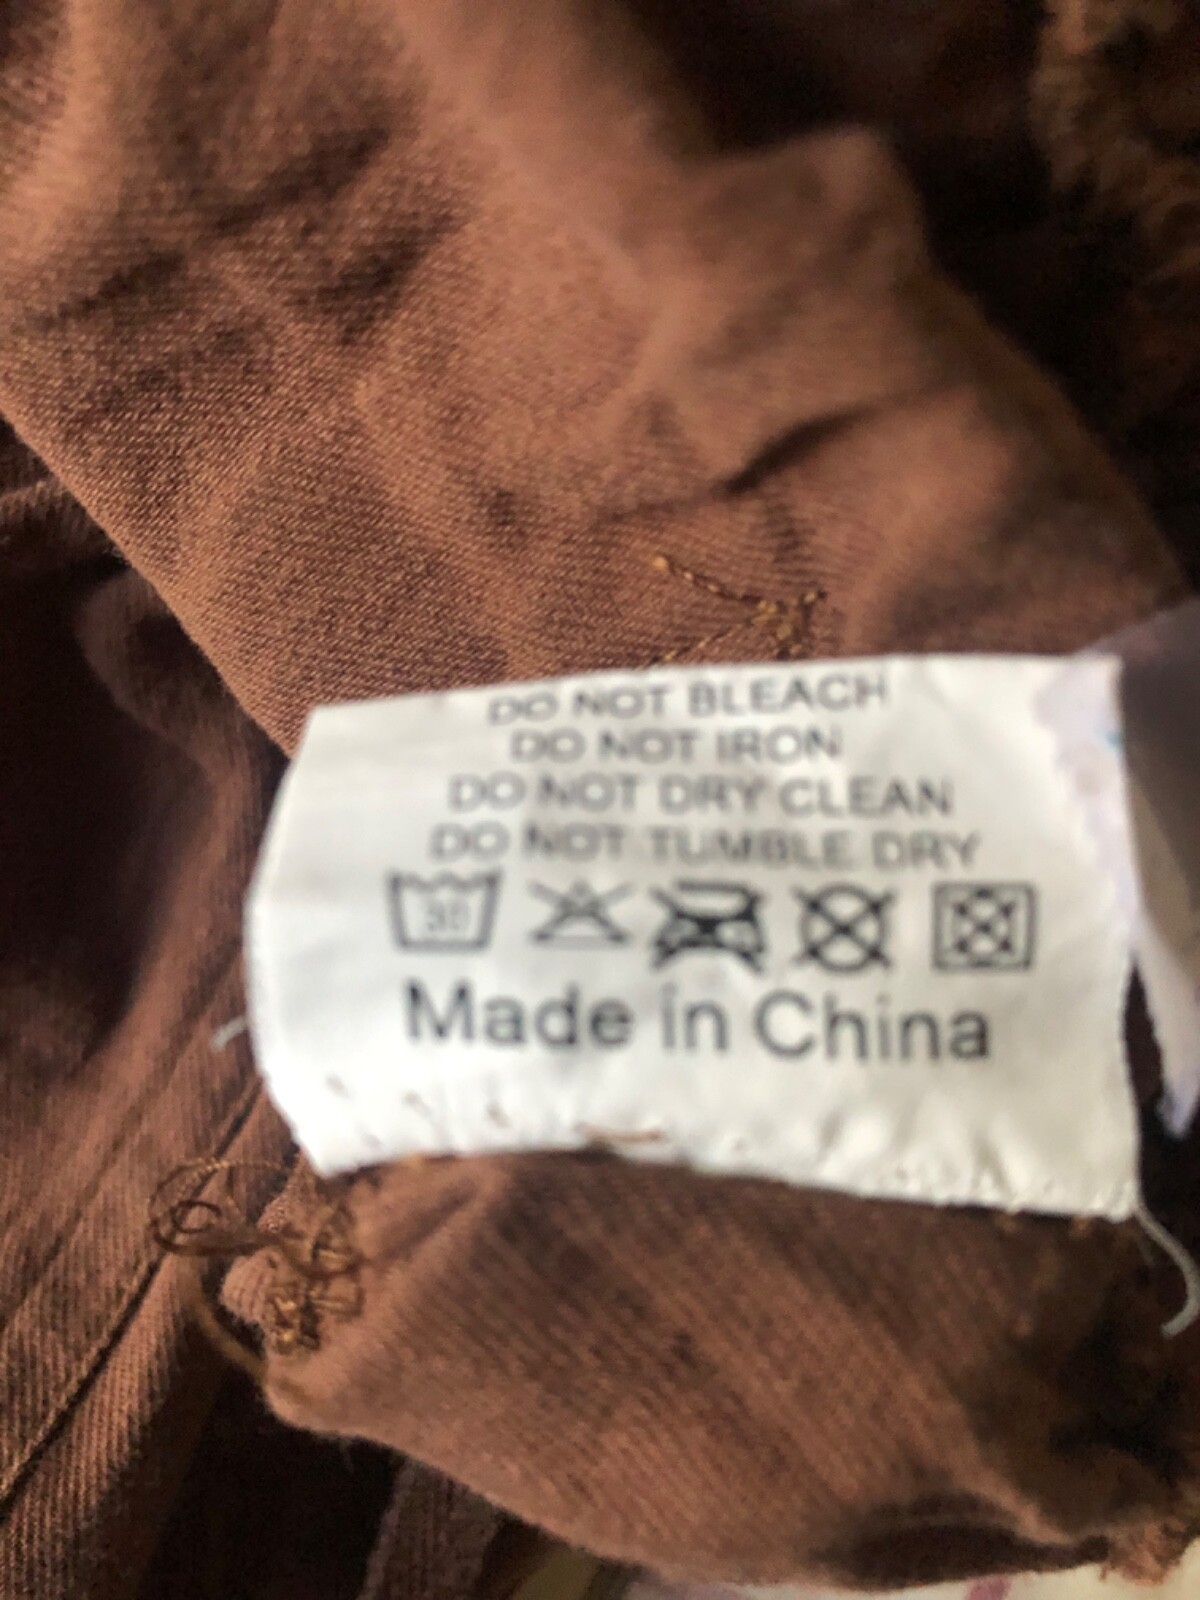 DO NOT BLEACH
DO NOT IRON
DO NOT DRY CLEAN
DO NOT TUMBLE DRY
30
Made in China